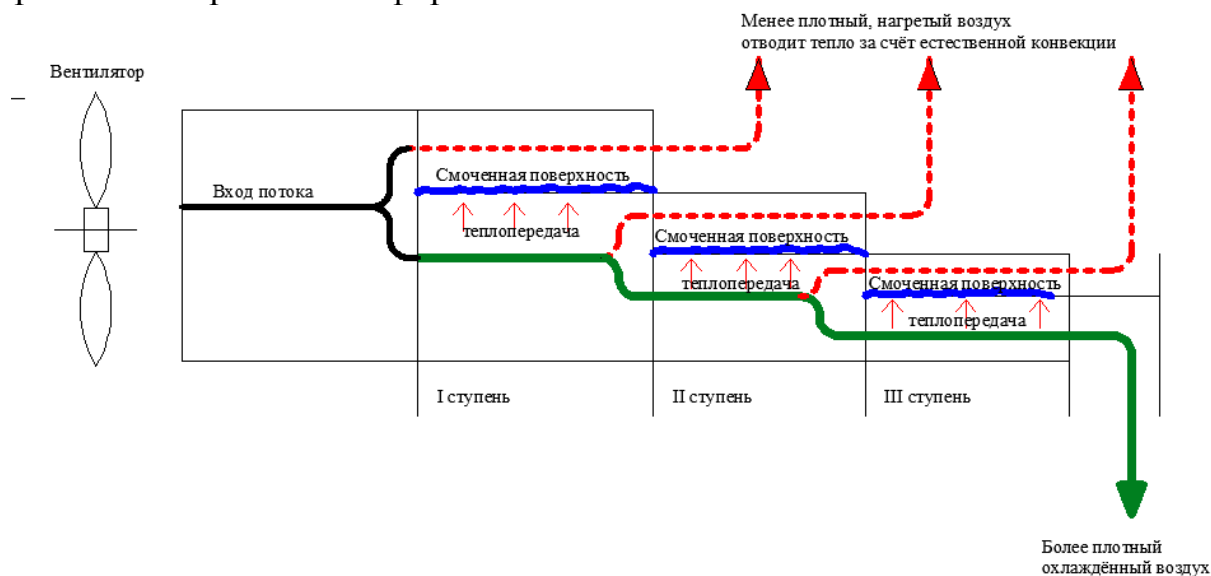 Менее плотный, нагретый воздух
отводит тепло за счёт естественной конвекции
Вентилятор
Вход потока
Смоченная поверхность
теплопередача
Смоченная поверхность
теплопередача
Смоченная поверхность
теплопередача
I ступень
II ступень
III ступень
Более плотный
охлаждённый воздух